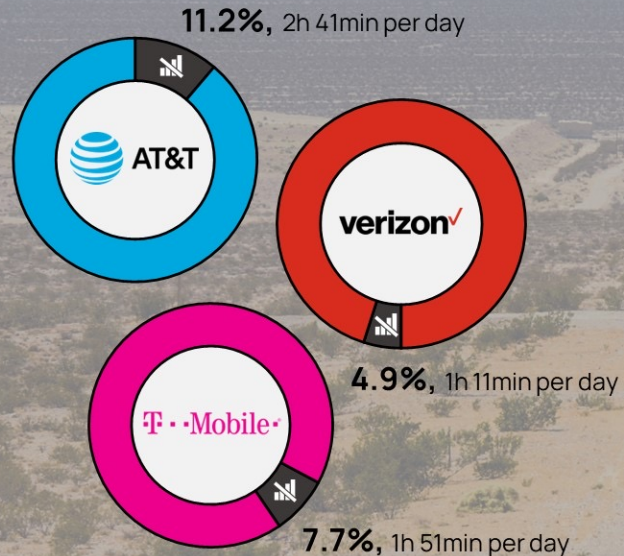 11.2%, 2h 41min per day
AT&T
verizon✓
4.9%, 1h 11min per day
T··Mobile·
7.7%, 1h 51min per day